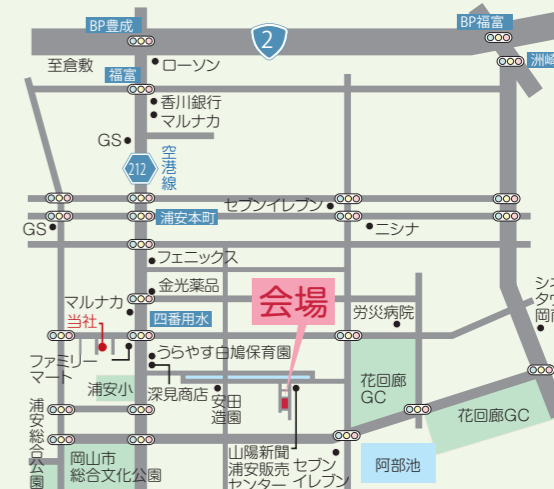 BP豊成
BP福富
2
至倉敷
ローソン
洲崎
福富
香川銀行
マルナカ
GS
212
空港線
セブンイレブン
浦安本町
ニシナ
GS
フェニックス
金光薬品
会場
マルナカ
当社
四番用水
労災病院
ファミリー
マート
うらやす白鳩保育園
浦安小
深見商店
安田
造園
花回廊
GC
花回廊GC
浦安総合公園
岡山市
総合文化公園
山陽新聞
浦安販売
センター
セブン
イレブン
阿部池